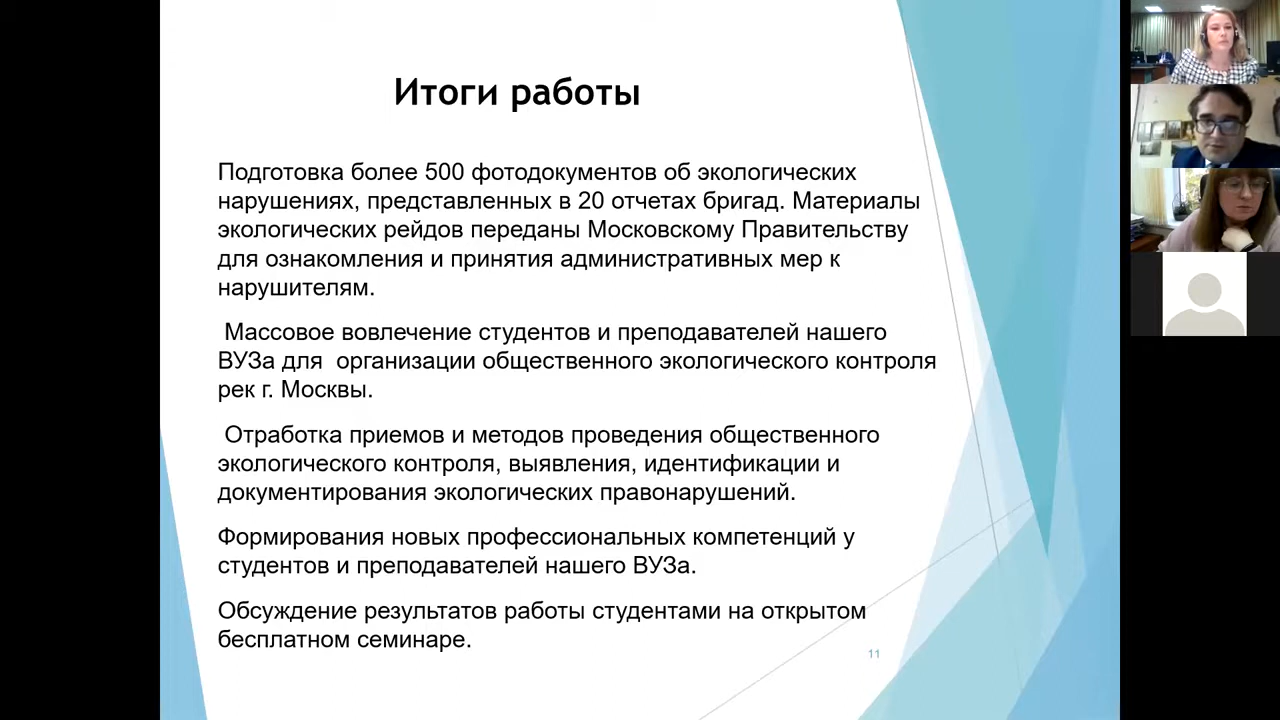 Итоги работы
Подготовка более 500 фотодокументов об экологических
нарушениях, представленных в 20 отчетах бригад. Материалы
экологических рейдов переданы Московскому Правительству
для ознакомления и принятия административных мер к
нарушителям.
Массовое вовлечение студентов и преподавателей нашего
ВУЗа для  организации общественного экологического контроля
рек г. Москвы.
Отработка приемов и методов проведения общественного
экологического контроля, выявления, идентификации и
документирования экологических правонарушений.
Формирования новых профессиональных компетенций у
студентов и преподавателей нашего ВУЗа.
Обсуждение результатов работы студентами на открытом
бесплатном семинаре.
11